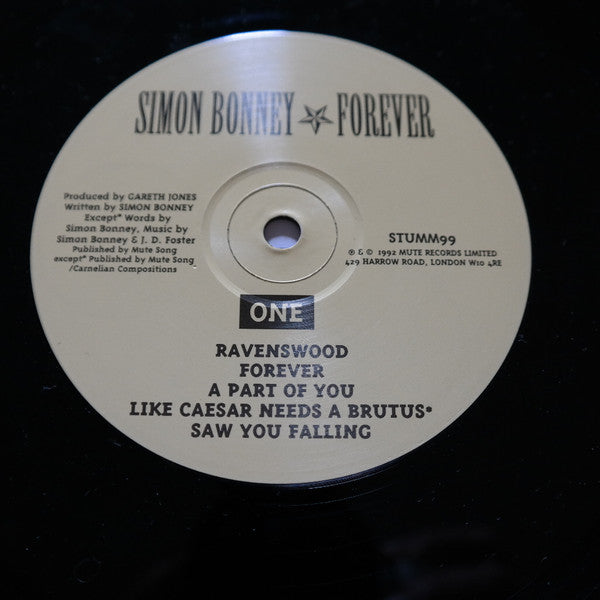 SIMON BONNEY ★ FOREVER
Produced by GARETH JONES
Written by SIMON BONNEY
Except* Words by
Simon Bonney, Music by
Simon Bonney & J. D. Foster
Published by Mute Song
except* Published by Mute Song
/Carnelian Compositions
STUMM99
℗ & © 1992 MUTE RECORDS LIMITED
429 HARROW ROAD, LONDON W10 4RE
ONE
RAVENSWOOD
FOREVER
A PART OF YOU
LIKE CAESAR NEEDS A BRUTUS*
SAW YOU FALLING